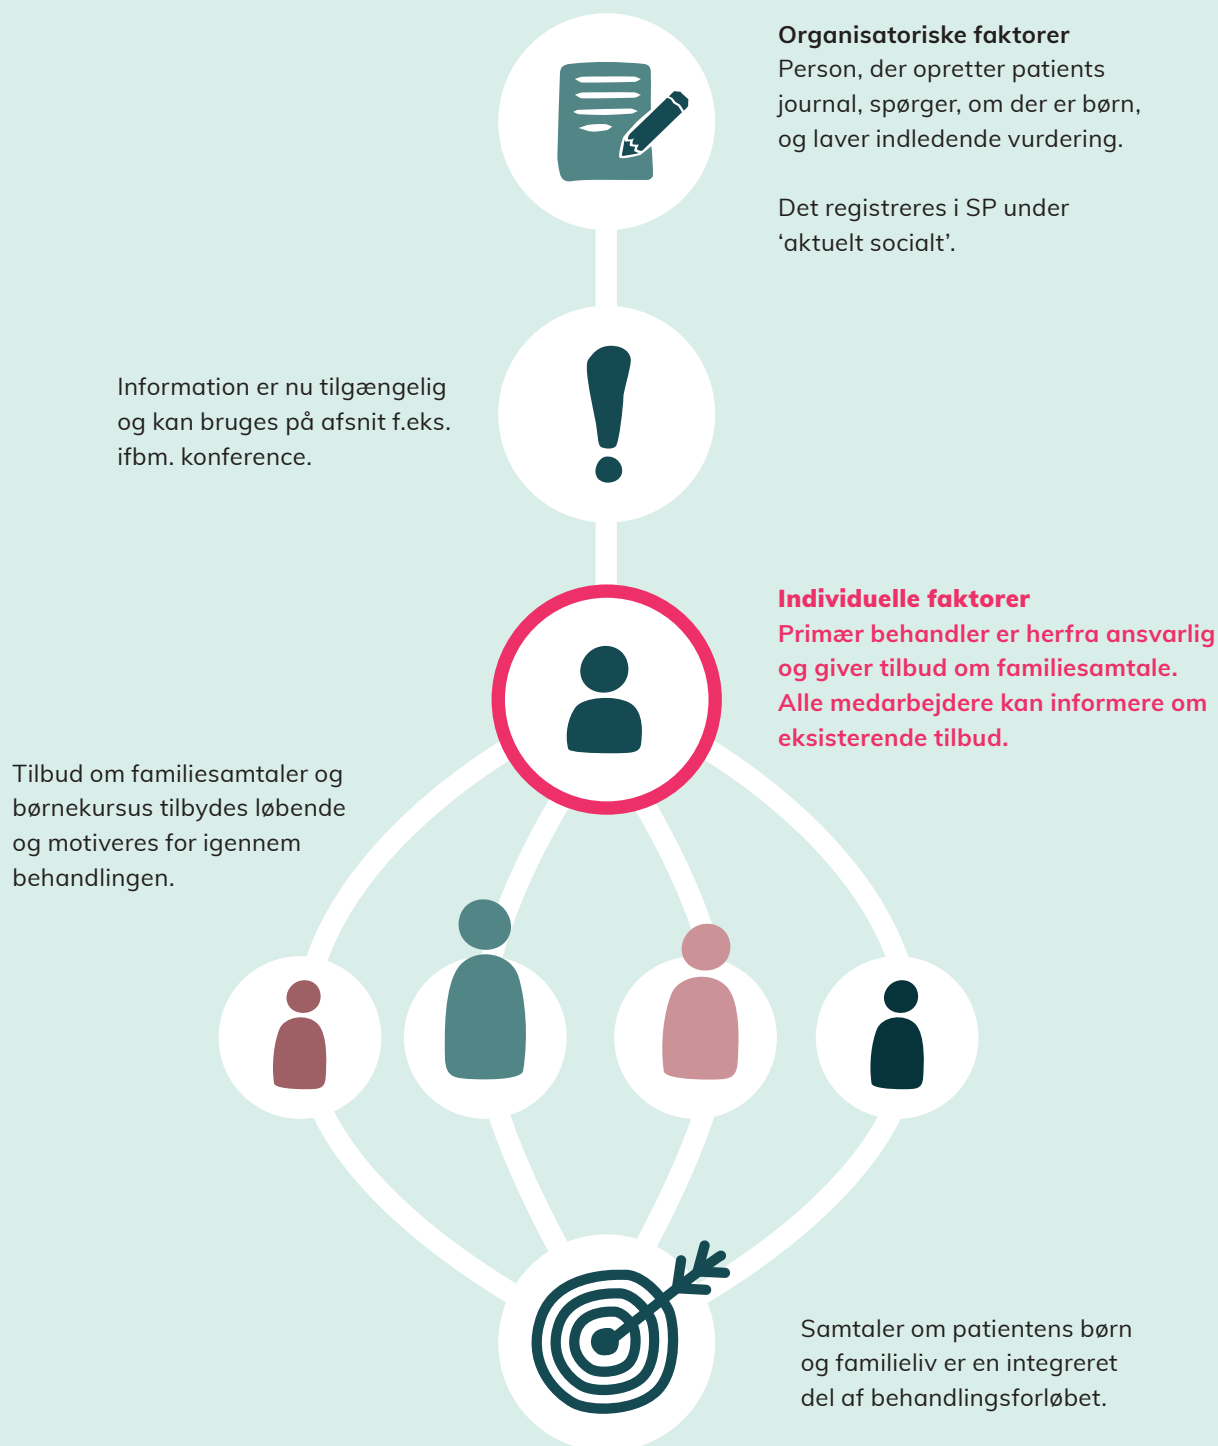 Organisatoriske faktorer
Person, der opretter patients
journal, spørger, om der er børn,
og laver indledende vurdering.
Det registreres i SP under
‘aktuelt socialt’.
Information er nu tilgængelig
og kan bruges på afsnit f.eks.
ifbm. konference.
Individuelle faktorer
Primær behandler er herfra ansvarlig
og giver tilbud om familiesamtale.
Alle medarbejdere kan informere om
eksisterende tilbud.
Tilbud om familiesamtaler og
børnekursus tilbydes løbende
og motiveres for igennem
behandlingen.
Samtaler om patientens børn
og familieliv er en integreret
del af behandlingsforløbet.